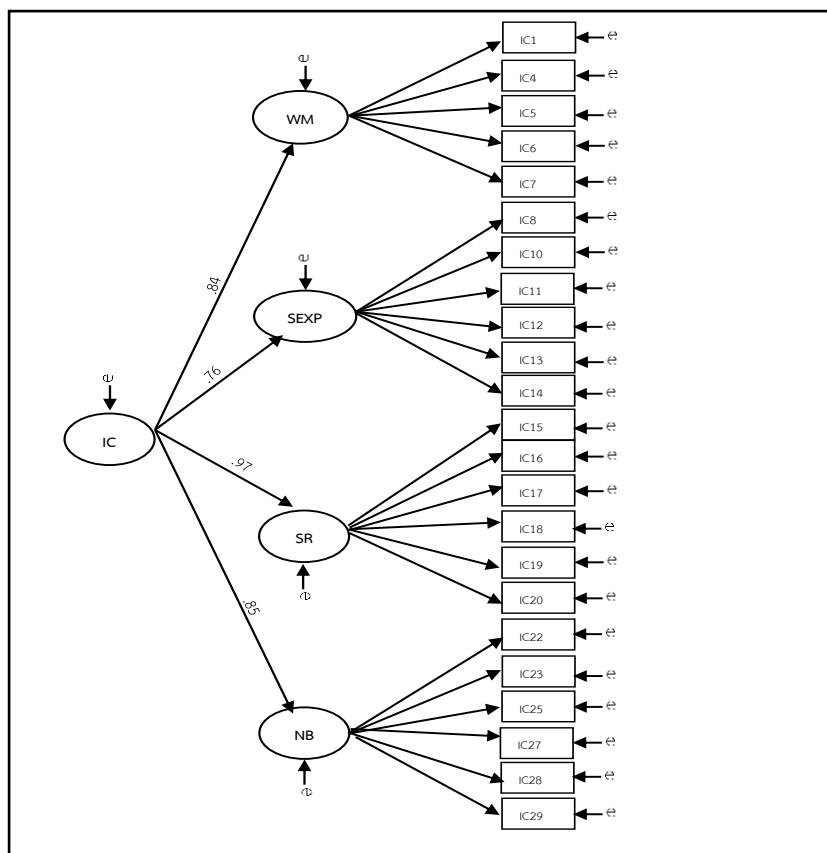 IC1
e
e
IC4
e
WM
IC5
e
IC6
e
IC7
e
IC8
e
e
IC10
e
.84
IC11
e
SEXP
IC12
e
IC13
e
.76
e
IC14
e
IC15
e
IC
IC16
e
.97
IC17
e
IC18
e
SR
IC19
e
e
IC20
e
.85
IC22
e
IC23
e
IC25
e
NB
IC27
e
IC28
e
e
IC29
e